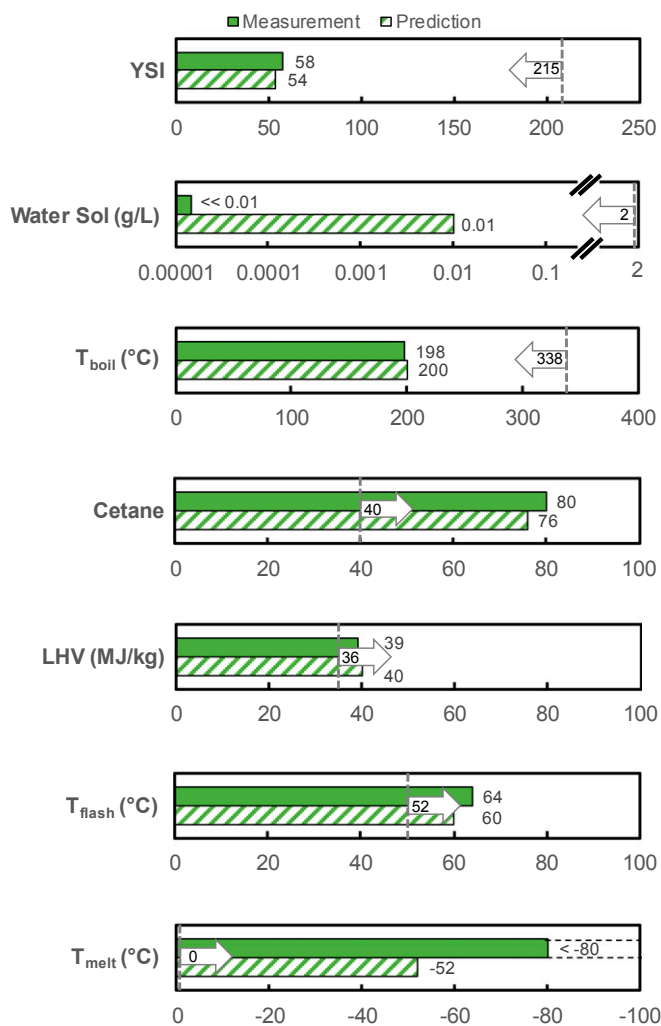 Measurement Prediction
YSI
58
54
215
0 50 100 150 200 250
Water Sol (g/L)
<< 0.01
0.01
2
0.00001 0.0001 0.001 0.01 0.1 2
T boil (°C)
198
200
338
0 100 200 300 400
Cetane
40
80
76
0 20 40 60 80 100
LHV (MJ/kg)
36
39
40
0 20 40 60 80 100
T flash (°C)
52
64
60
0 20 40 60 80 100
T melt (°C)
0
< -80
-52
0 -20 -40 -60 -80 -100